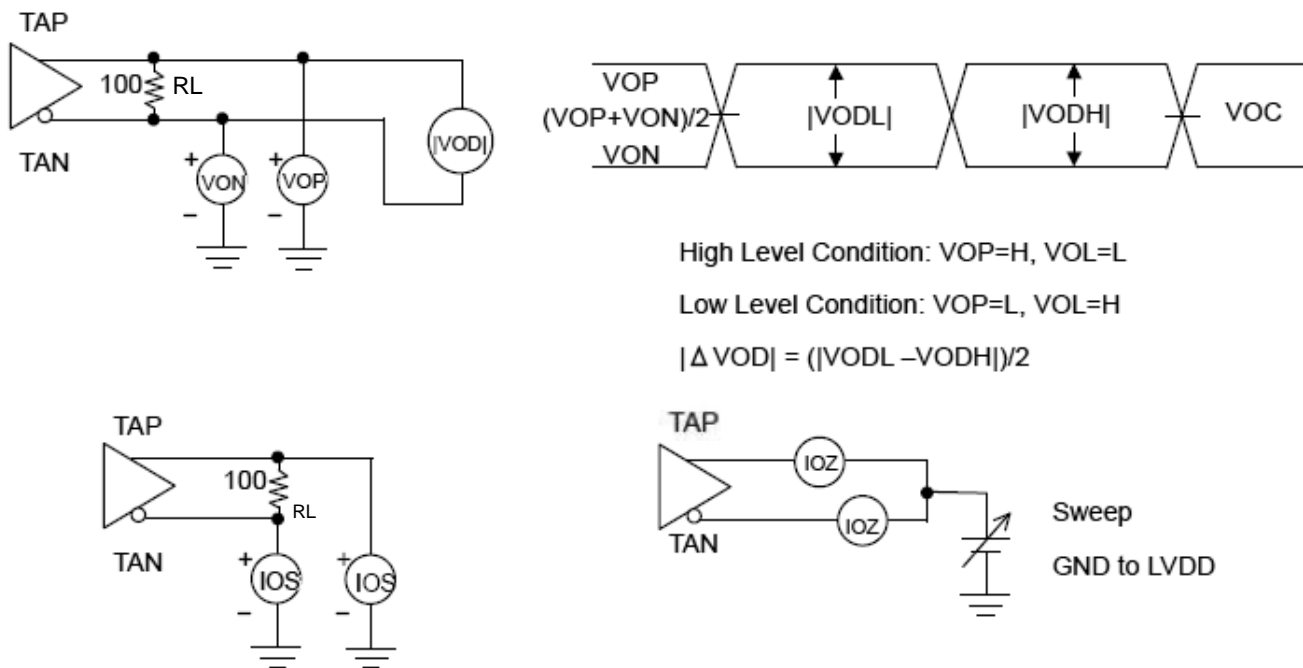 TAP
100
RL
TAN
VON
VOP
|VOD|
+
−
+
−
VOP
(VOP+VON)/2
VON
|VODL|
|VODH|
VOC
High Level Condition: VOP=H, VOL=L
Low Level Condition: VOP=L, VOL=H
|Δ VOD| = (|VODL –VODH|)/2
TAP
100
RL
TAN
+
IOS
−
+
IOS
−
TAP
IOZ
IOZ
TAN
Sweep
GND to LVDD